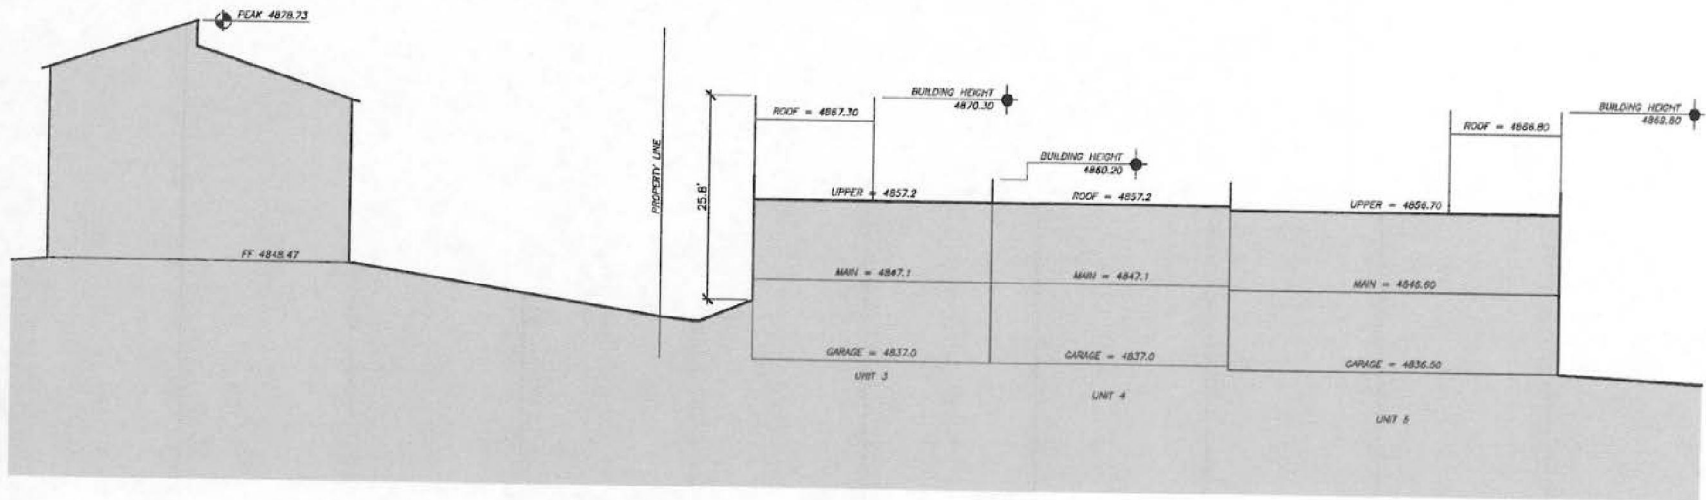 PEAK 4878.73
PROPERTY LINE
25.8'
BUILDING HEIGHT
4870.30
ROOF = 4867.30
BUILDING HEIGHT
4860.20
BUILDING HEIGHT
4869.80
ROOF = 4866.80
UPPER = 4857.2
ROOF = 4857.2
UPPER = 4856.70
FF 4848.47
MAIN = 4847.1
MAIN = 4847.1
MAIN = 4846.60
GARAGE = 4837.0
GARAGE = 4837.0
GARAGE = 4836.50
UNIT 3
UNIT 4
UNIT 5